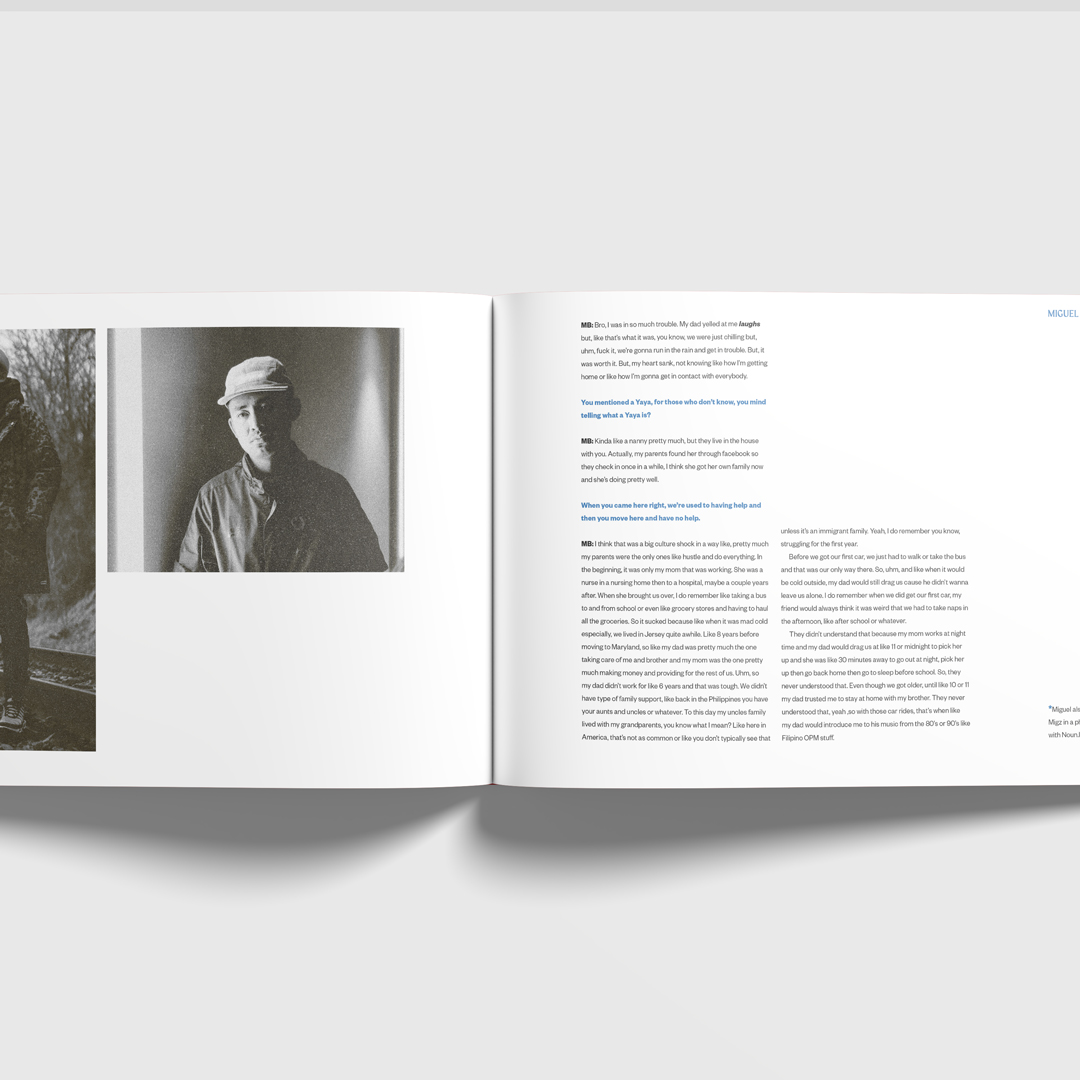 MB: Bro, I was in so much trouble. My dad yelled at me laughs
but, like that's what it was, you know, we were just chilling but,
uhm, fuck it, we're gonna run in the rain and get in trouble. But, it
was worth it. But, my heart sank, not knowing like how I'm getting
home or like how I'm gonna get in contact with everybody.
You mentioned a Yaya, for those who don't know, you mind
telling what a Yaya is?
MB: Kinda like a nanny pretty much, but they live in the house
with you. Actually, my parents found her through facebook so
they check in once in a while, I think she got her own family now
and she's doing pretty well.
When you came here right, we're used to having help and
then you move here and have no help.
MB: I think that was a big culture shock in a way like, pretty much
my parents were the only ones like hustle and do everything. In
the beginning, it was only my mom that was working. She was a
nurse in a nursing home then to a hospital, maybe a couple years
after. When she brought us over, I do remember like taking a bus
to and from school or even like grocery stores and having to haul
all the groceries. So it sucked because like when it was mad cold
especially, we lived in Jersey quite awhile. Like 8 years before
moving to Maryland, so like my dad was pretty much the one
taking care of me and brother and my mom was the one pretty
much making money and providing for the rest of us. Uhm, so
my dad didn't work for like 6 years and that was tough. We didn't
have type of family support, like back in the Philippines you have
your aunts and uncles or whatever. To this day my uncles family
lived with my grandparents, you know what I mean? Like here in
America, that's not as common or like you don't typically see that
unless it's an immigrant family. Yeah, I do remember you know,
struggling for the first year.
Before we got our first car, we just had to walk or take the bus
and that was our only way there. So, uhm, and like when it would
be cold outside, my dad would still drag us cause he didn't wanna
leave us alone. I do remember when we did get our first car, my
friend would always think it was weird that we had to take naps in
the afternoon, like after school or whatever.
They didn't understand that because my mom works at night
time and my dad would drag us at like 11 or midnight to pick her
up and she was like 30 minutes away to go out at night, pick her
up then go back home then go to sleep before school. So, they
never understood that. Even though we got older, until like 10 or 11
my dad trusted me to stay at home with my brother. They never
understood that, yeah ,so with those car rides, that's when like
my dad would introduce me to his music from the 80's or 90's like
Filipino OPM stuff.
MIGUEL
*Miguel als
Migz in a pl
with NounJ